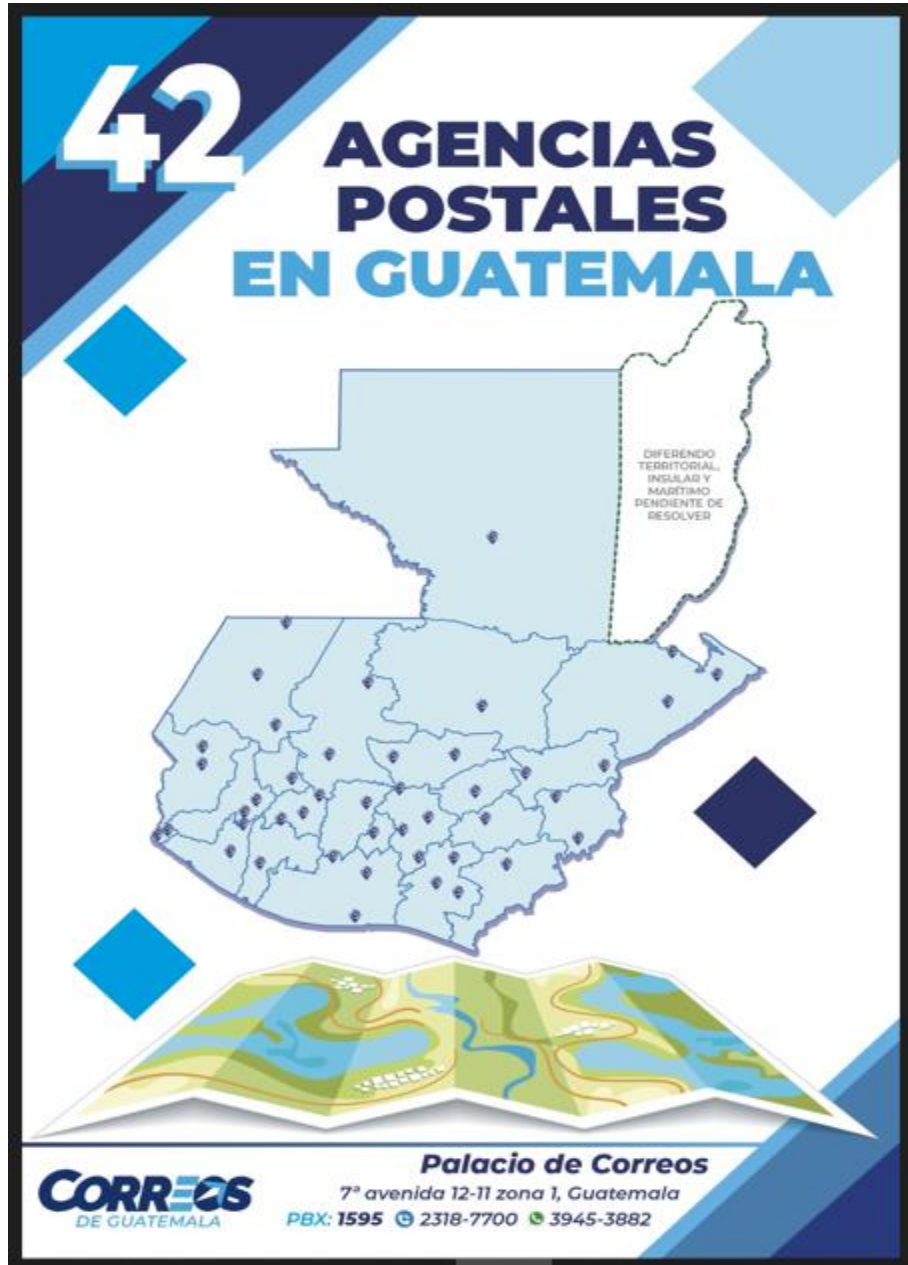 42
AGENCIAS
POSTALES
EN GUATEMALA
DIFERENDO
TERRITORIAL,
INSULAR Y
MARÍTIMO
PENDIENTE DE
RESOLVER
CORREOS
DE GUATEMALA
Palacio de Correos
7ª avenida 12-11 zona 1, Guatemala
PBX: 1595 2318-7700 3945-3882